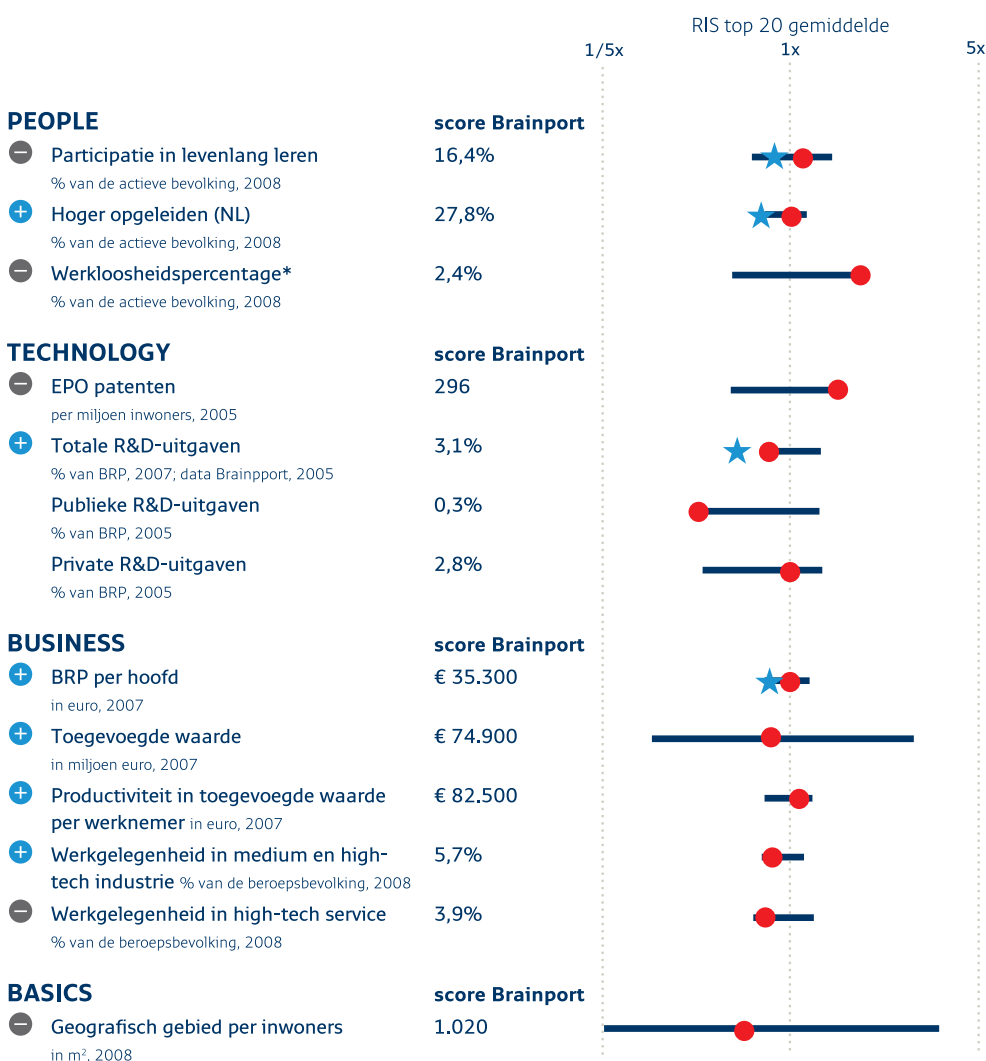 RIS top 20 gemiddelde
1/5x 1x 5x
PEOPLE score Brainport
Participatie in levenlang leren 16,4%
% van de actieve bevolking, 2008
Hoger opgeleiden (NL) 27,8%
% van de actieve bevolking, 2008
Werkloosheidspercentage* 2,4%
% van de actieve bevolking, 2008
TECHNOLOGY score Brainport
EPO patenten 296
per miljoen inwoners, 2005
Totale R&D-uitgaven 3,1%
% van BRP, 2007; data Brainpport, 2005
Publieke R&D-uitgaven 0,3%
% van BRP, 2005
Private R&D-uitgaven 2,8%
% van BRP, 2005
BUSINESS score Brainport
BRP per hoofd € 35.300
in euro, 2007
Toegevoegde waarde € 74.900
in miljoen euro, 2007
Productiviteit in toegevoegde waarde € 82.500
per werknemer in euro, 2007
Werkgelegenheid in medium en high- 5,7%
tech industrie % van de beroepsbevolking, 2008
Werkgelegenheid in high-tech service 3,9%
% van de beroepsbevolking, 2008
BASICS score Brainport
Geografisch gebied per inwoners 1.020
in m², 2008